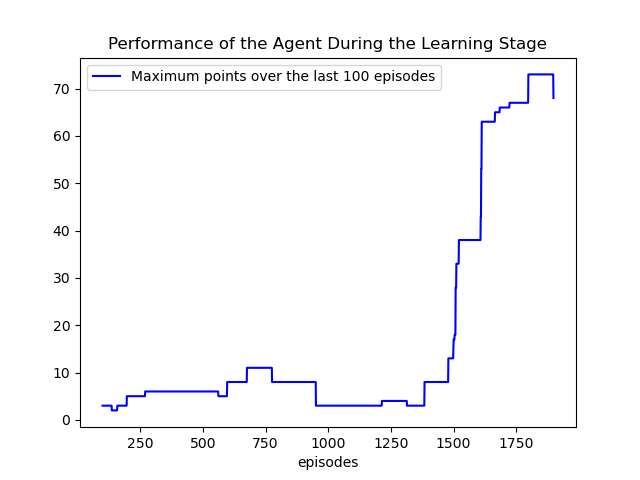 Performance of the Agent During the Learning Stage
Maximum points over the last 100 episodes
70
60
50
40
30
20
10
0
250 500 750 1000 1250 1500 1750
episodes